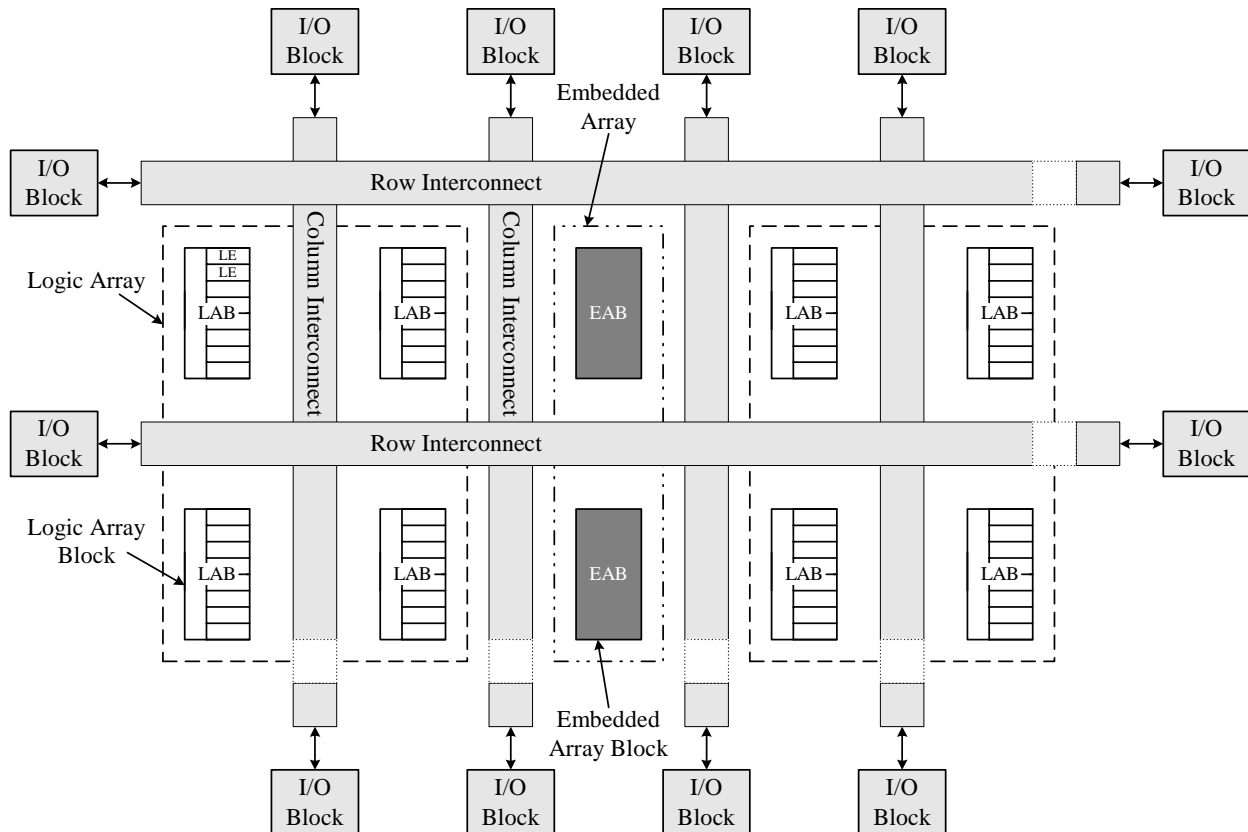 I/O
Block
I/O
Block
I/O
Block
I/O
Block
Embedded
Array
I/O
Block
Row Interconnect
I/O
Block
Logic Array
LE
LE
LAB
Column Interconnect
LAB
Column Interconnect
EAB
LAB
LAB
I/O
Block
Row Interconnect
I/O
Block
Logic Array
Block
LAB
LAB
EAB
LAB
LAB
Embedded
Array Block
I/O
Block
I/O
Block
I/O
Block
I/O
Block